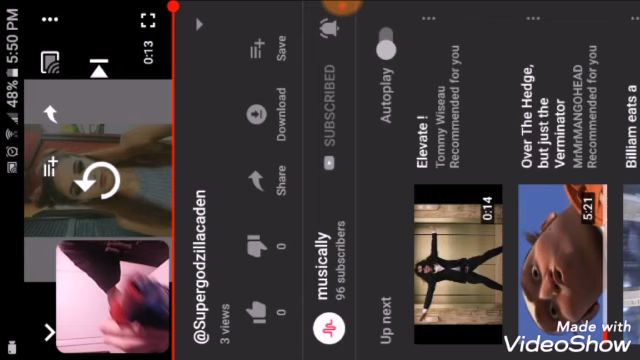 5:50 PM
48%
0:13
@Supergodzillacaden
3 views
0
0
Share
Download
Save
musically
96 subscribers
SUBSCRIBED
Up next
Autoplay
0:14
Elevate !
Tommy Wiseau
Recommended for you
5:21
Over The Hedge,
but just the
Verminator
MrMrMANGOHEAD
Recommended for you
Billiam eats a
Made with
VideoShow